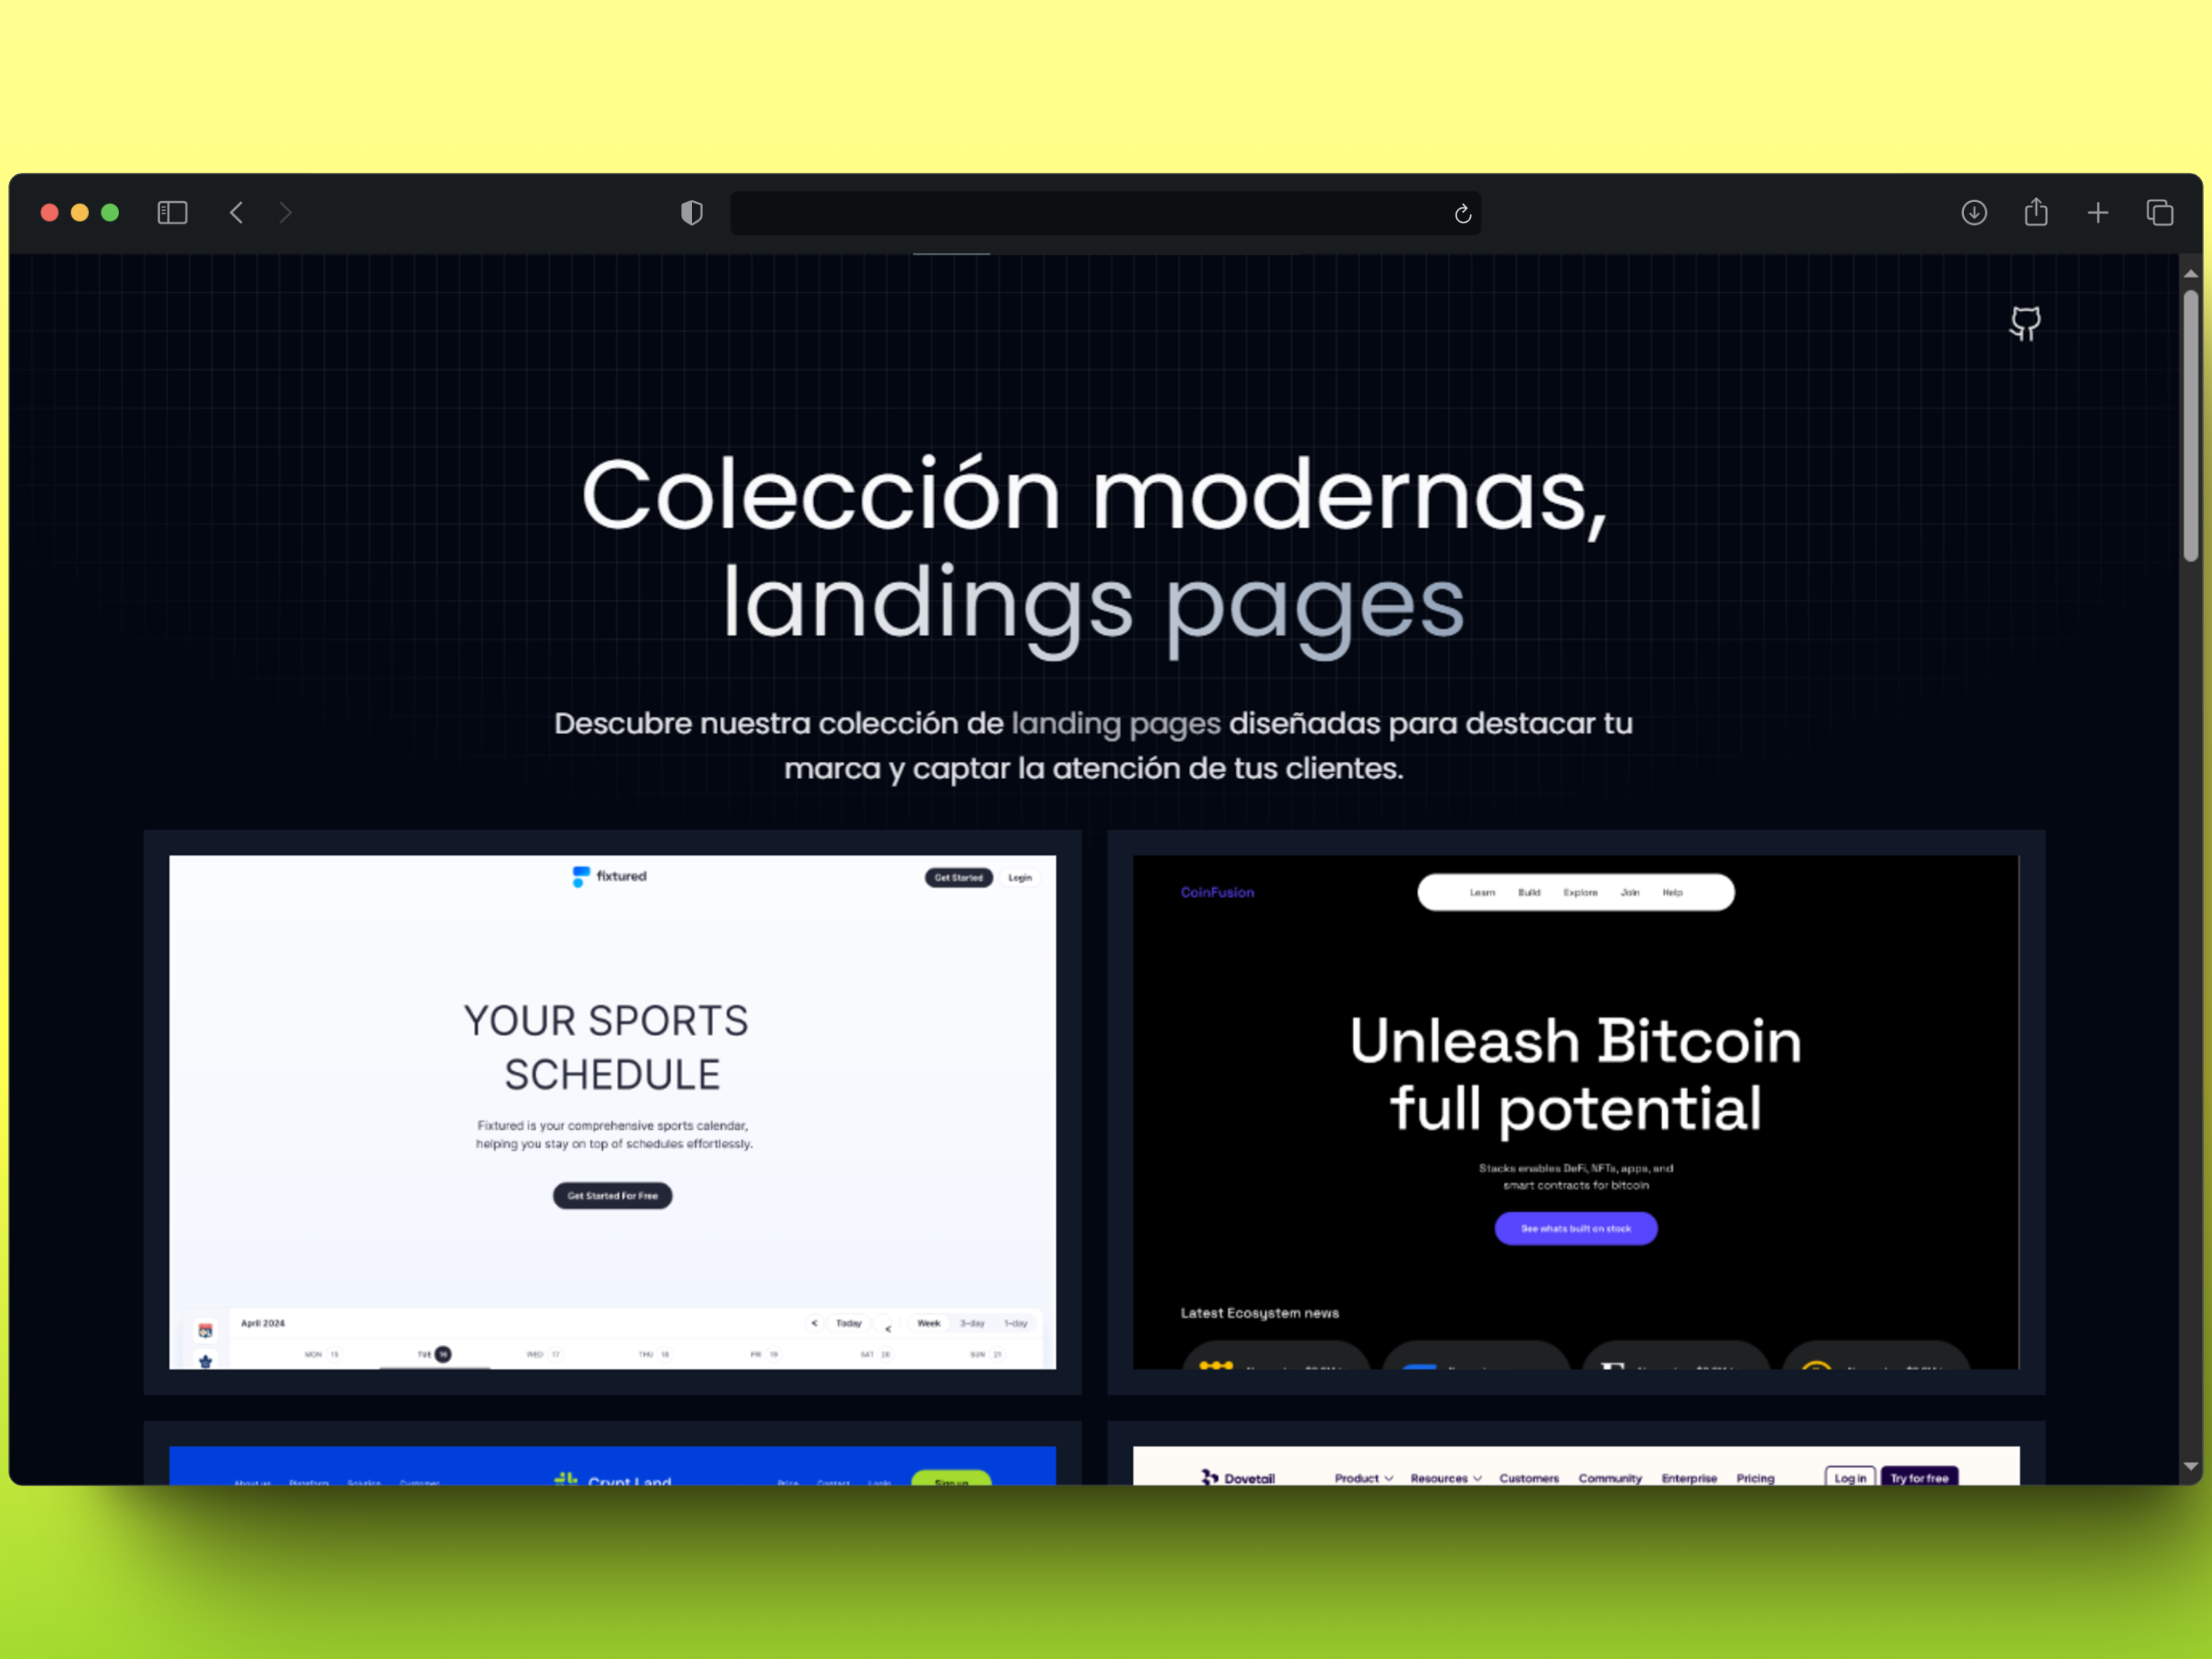 Colección modernas,
landings pages
Descubre nuestra colección de landing pages diseñadas para destacar tu
marca y captar la atención de tus clientes.
fixtured
Get Started Login
YOUR SPORTS
SCHEDULE
Fixtured is your comprehensive sports calendar,
helping you stay on top of schedules effortlessly.
Get Started For Free
April 2024
< Today < Week 3-day 1-day
MON 15 TUE 16 WED 17 THU 18 FRI 19 SAT 20 SUN 21
CoinFusion
Learn Build Explore Join Help
Unleash Bitcoin
full potential
Stacks enables DeFi, NFTs, apps, and
smart contracts for bitcoin
See whats built on stock
Latest Ecosystem news
About us Plateform Solution Customer Crypt Land Price Contact Login Sign up
Dovetail Product Resources Customers Community Enterprise Pricing Log in Try for free